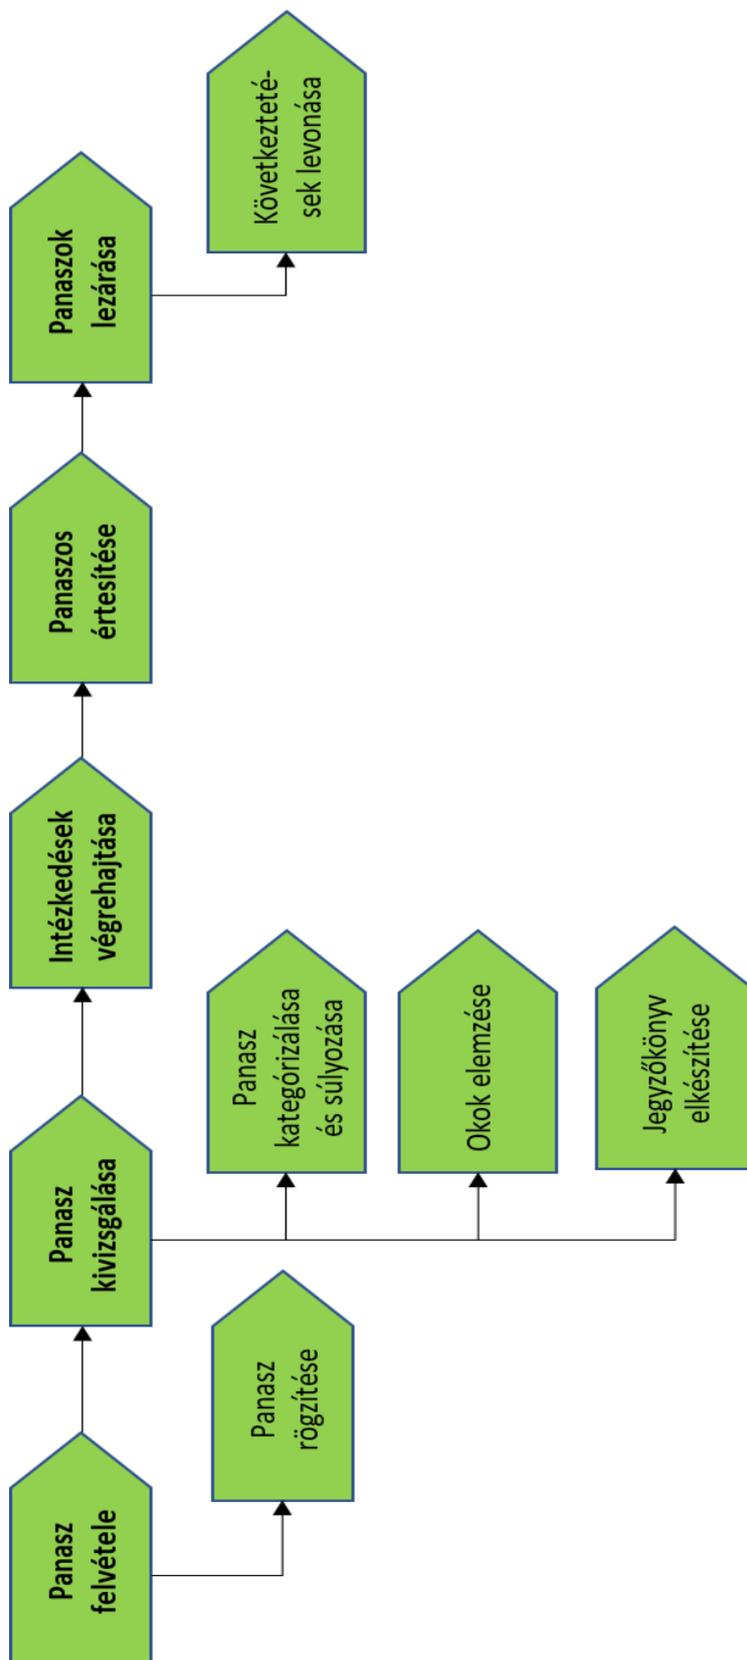 Panasz
felvétele
Panasz
kivizsgálása
Intézkedések
végrehajtása
Panaszos
értesítése
Panaszok
lezárása
Panasz
rögzítése
Panasz
kategórizálása
és súlyozása
Következteté-
sek levonása
Okok elemzése
Jegyzőkönyv
elkészítése